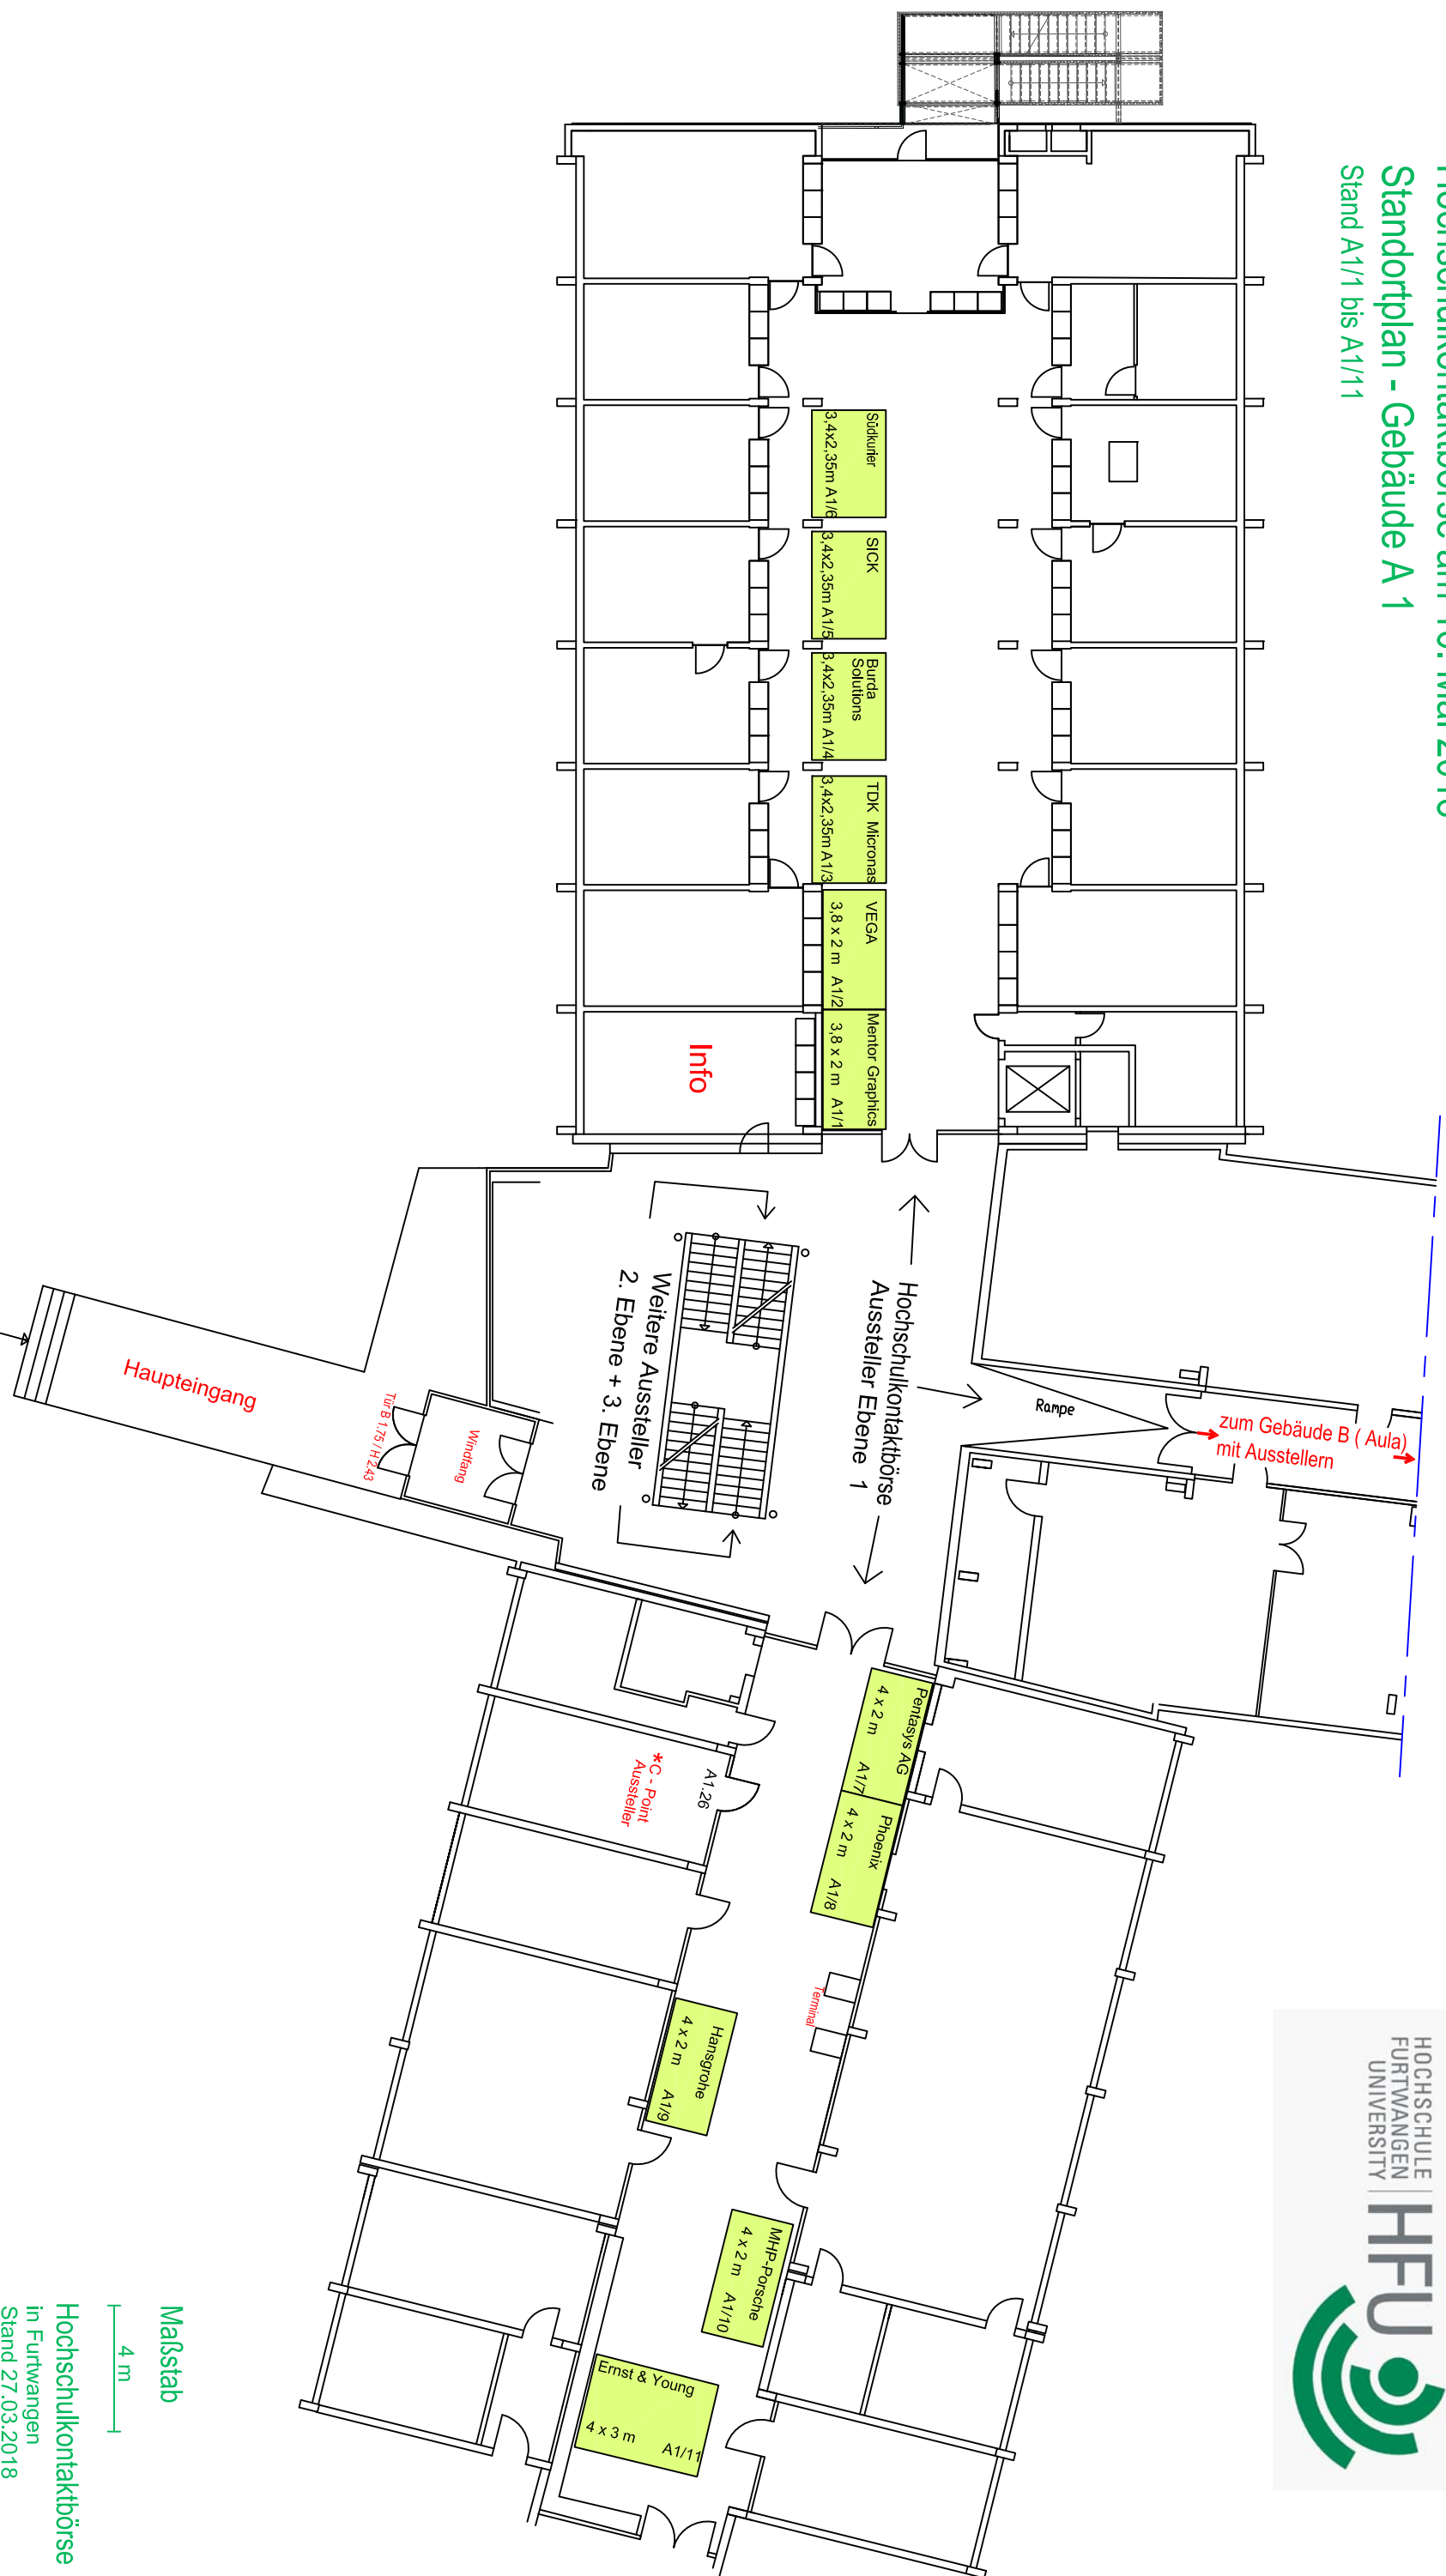 Standortplan - Gebäude A 1
Stand A1/1 bis A1/11
HOCHSCHULE
FURTWANGEN
UNIVERSITY
HFU
Südkurier
3,4x2,35m A1/6
SICK
3,4x2,35m A1/5
Burda
Solutions
3,4x2,35m A1/4
TDK Micronas
3,4x2,35m A1/3
VEGA
3,8 x 2 m A1/2
Mentor Graphics
3,8 x 2 m A1/1
Info
Hochschulkontaktbörse
Aussteller Ebene 1
Weitere Aussteller
2. Ebene + 3. Ebene
Rampe
zum Gebäude B ( Aula)
mit Ausstellern
Haupteingang
Tür B 1.75 / H 2.43
Windfang
Pentasys AG
4 x 2 m A1/7
Phoenix
4 x 2 m A1/8
A1.26
*C - Point
Aussteller
Terminal
Hansgrohe
4 x 2 m A1/9
MHP-Porsche
4 x 2 m A1/10
Ernst & Young
4 x 3 m A1/11
Maßstab
4 m
Hochschulkontaktbörse
in Furtwangen
Stand 27.03.2018